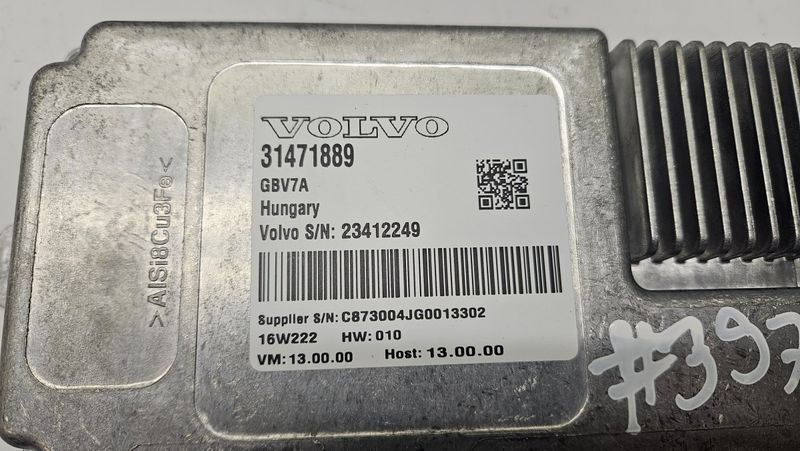 VOLVO
31471889
GBV7A
Hungary
Volvo S/N: 23412249
Supplier S/N: C873004JG0013302
16W222 HW: 010
VM: 13.00.00 Host: 13.00.00
>AlSi8Cu3Fe<
#397